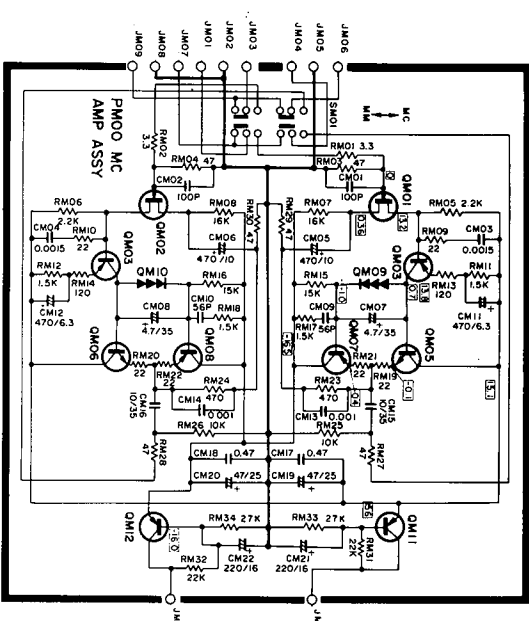 JM09
JM08
JM07
JM01
JM02
JM03
JM04
JM05
JM06
SM01
MM
MC
PM00 MC
AMP ASSY
RM02
3.3
RM01 3.3
RM04 47
RM03
47
CM02
100P
CM01
100P
0
QM02
QM01
RM06
2.2K
RM08
16K
RM30
47
RM29
47
RM07
16K
RM05 2.2K
CM04
0.0015
RM10
22
CM06
470/10
CM05
470/10
RM09
22
CM03
0.0015
RM12
1.5K
RM14
120
QM03
QM10
RM16
15K
RM15
15K
QM09
QM03
RM13
120
RM11
1.5K
CM12
470/6.3
CM08
4.7/35
CM10
56P
RM18
1.5K
RM17
1.5K
CM09
56P
CM07
4.7/35
CM11
470/6.3
QM06
QM08
QM07
QM05
RM20
22
RM22
22
RM21
22
RM19
22
CM16
10/35
RM24
470
CM14
0.001
RM23
470
CM13
0.001
CM15
10/35
RM26
10K
RM25
10K
RM28
47
RM27
47
CM18
0.47
CM17
0.47
CM20
47/25
CM19
47/25
QM12
RM34 27K
RM33 27K
QM11
RM32
22K
CM22
220/16
CM21
220/16
RM31
22K